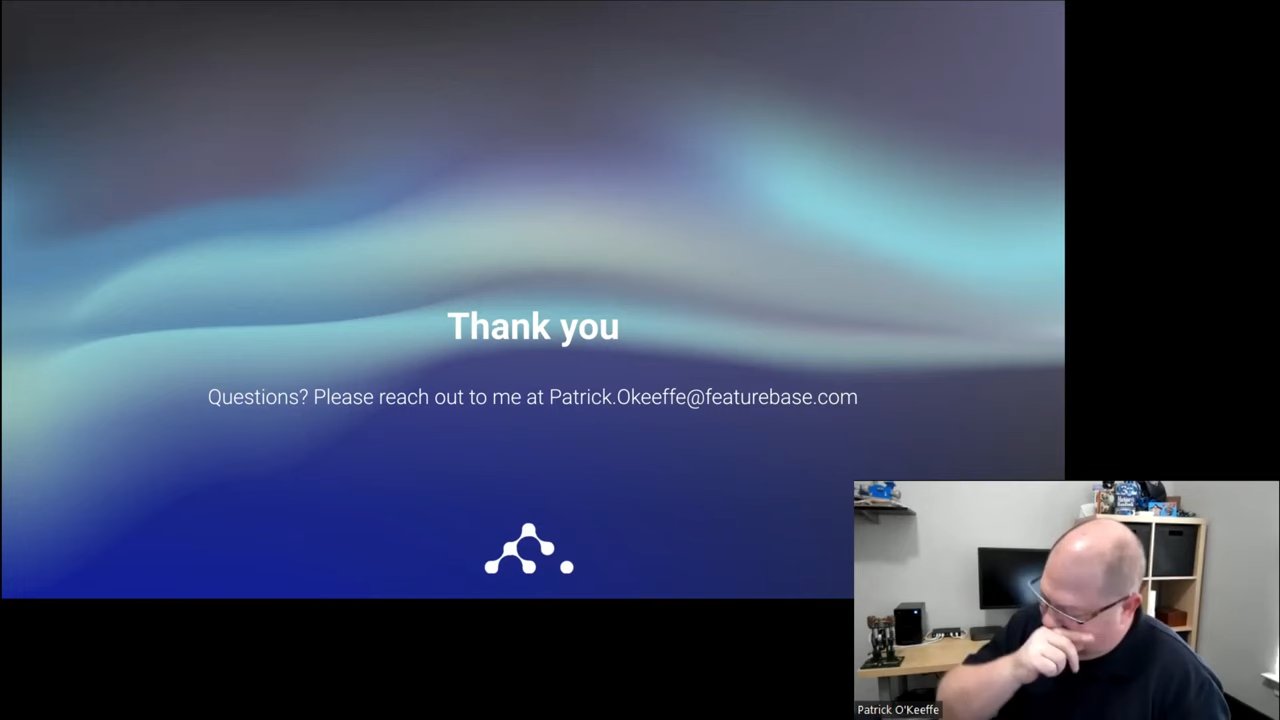 Thank you
Questions? Please reach out to me at Patrick.Okeeffe@featurebase.com
Patrick O'Keeffe